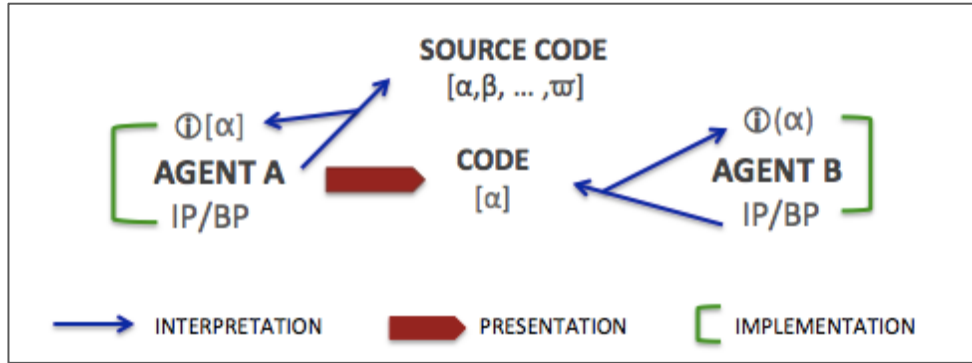 SOURCE CODE
[α,β, ... ,ϖ]
ⓘ[α]
AGENT A
IP/BP
CODE
[α]
ⓘ(α)
AGENT B
IP/BP
INTERPRETATION
PRESENTATION
IMPLEMENTATION